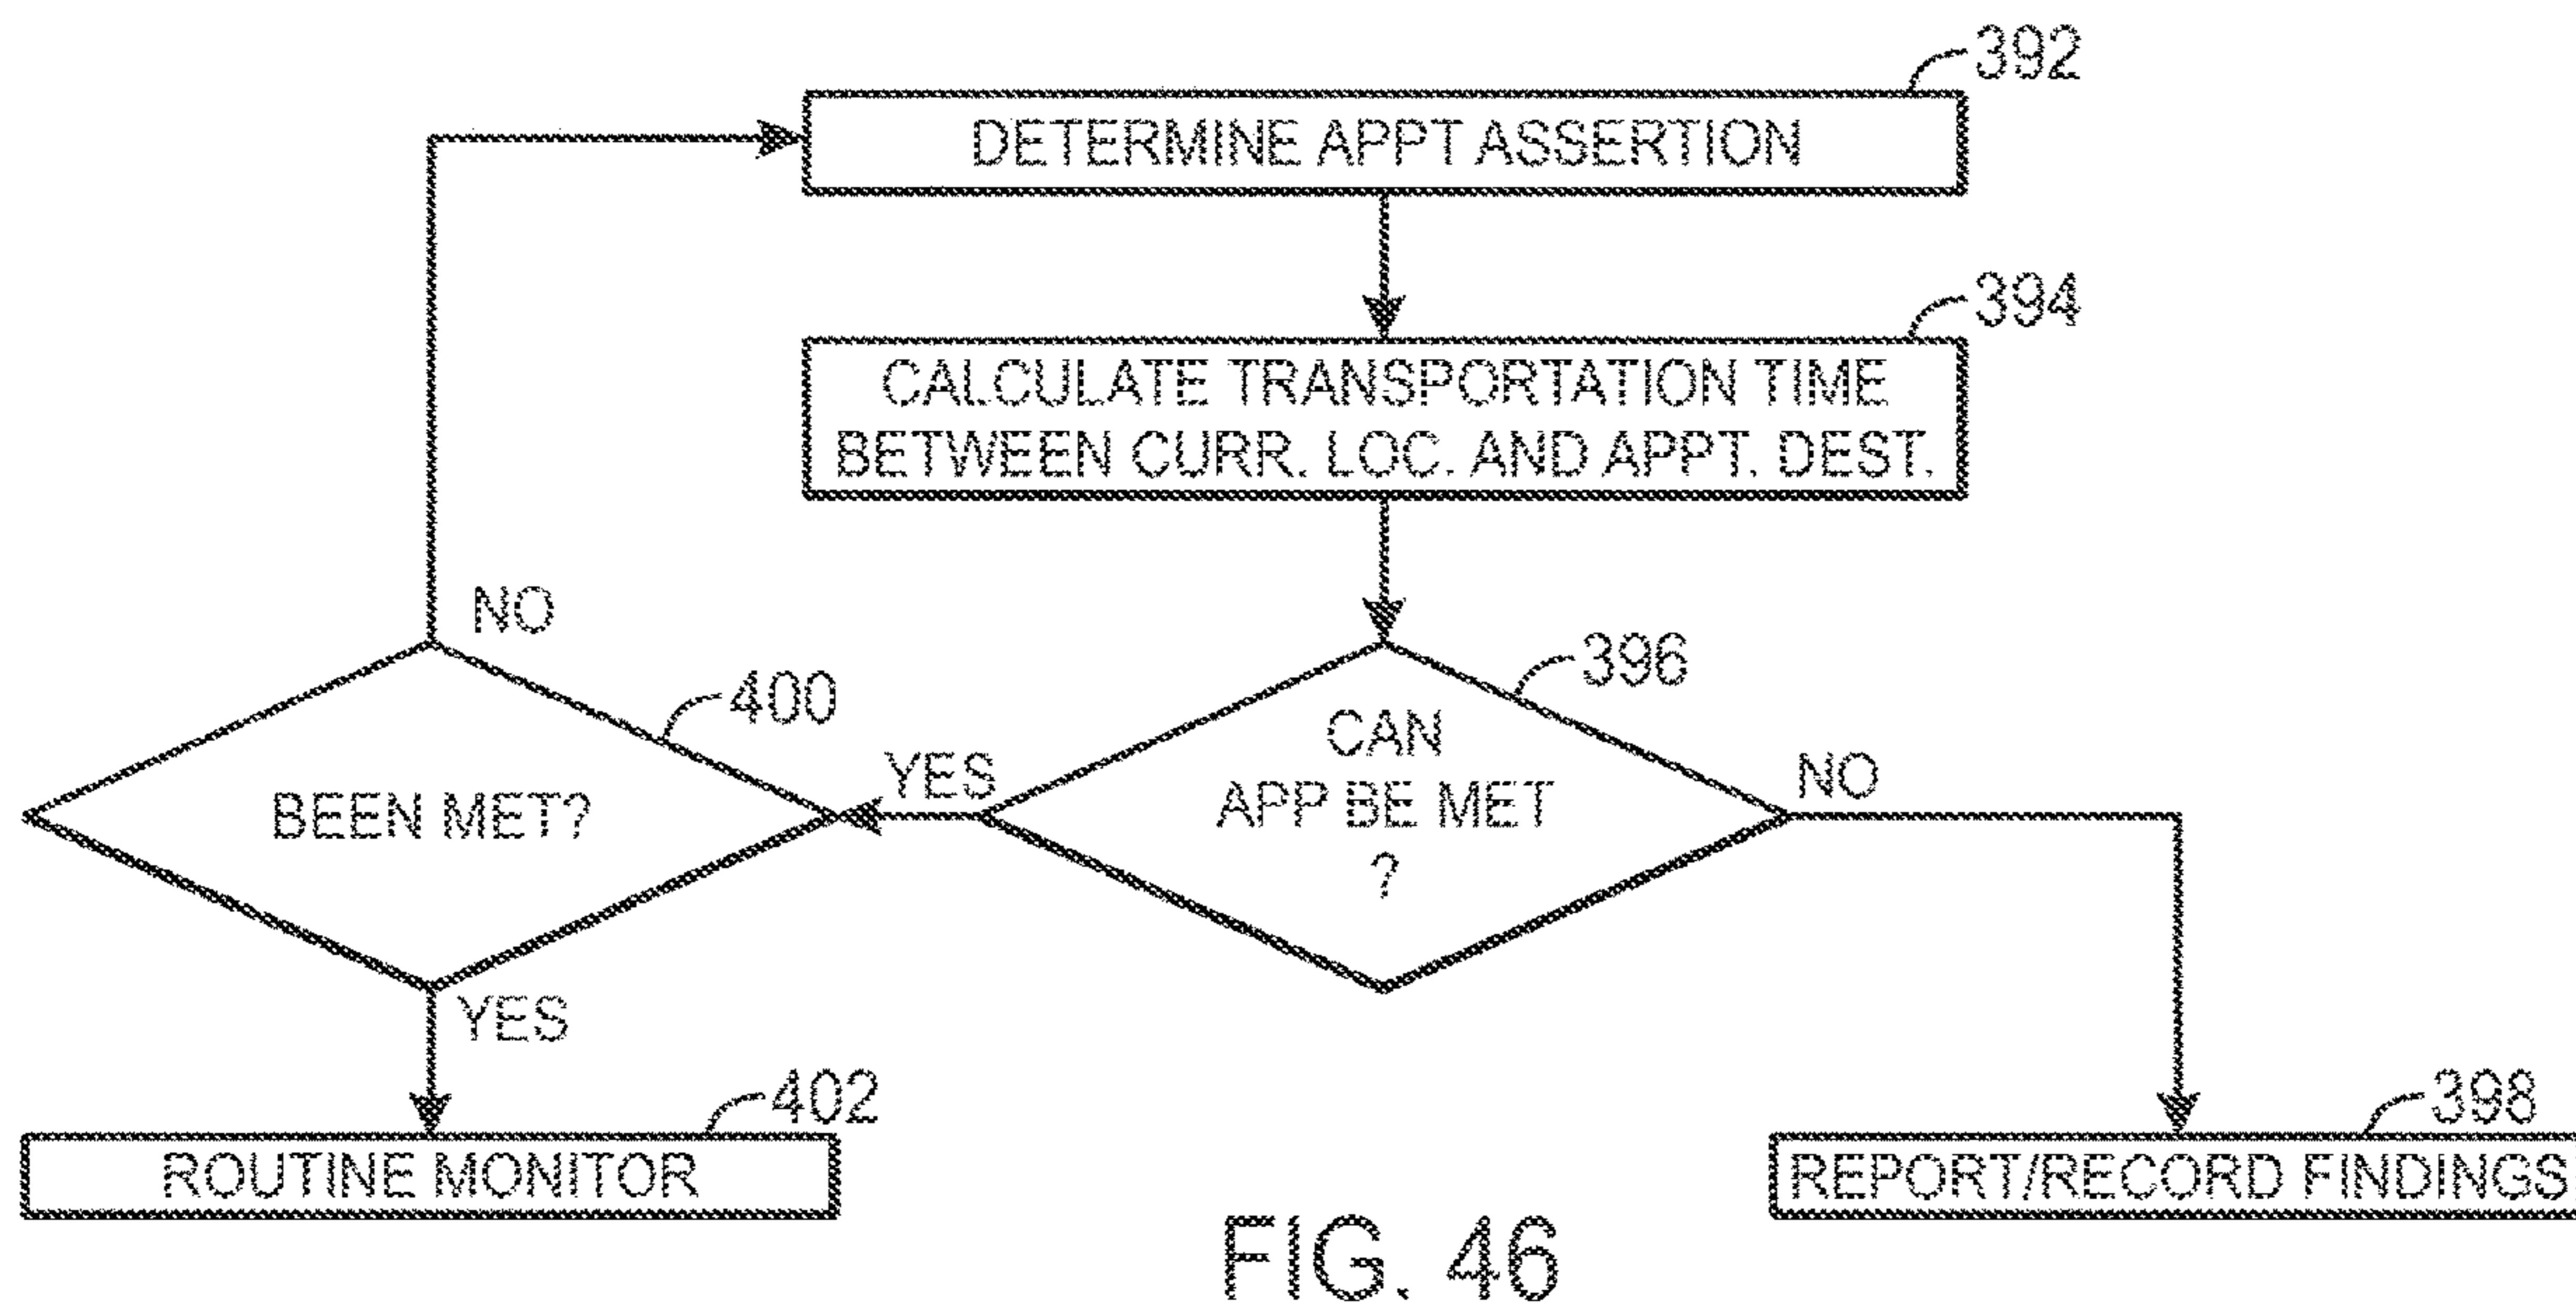 392
DETERMINE APPT ASSERTION
394
CALCULATE TRANSPORTATION TIME
BETWEEN CURR. LOC. AND APPT. DEST.
NO
396
400
CAN
APP BE MET
?
YES
NO
BEEN MET?
YES
402
398
ROUTINE MONITOR
REPORT/RECORD FINDINGS
FIG. 46